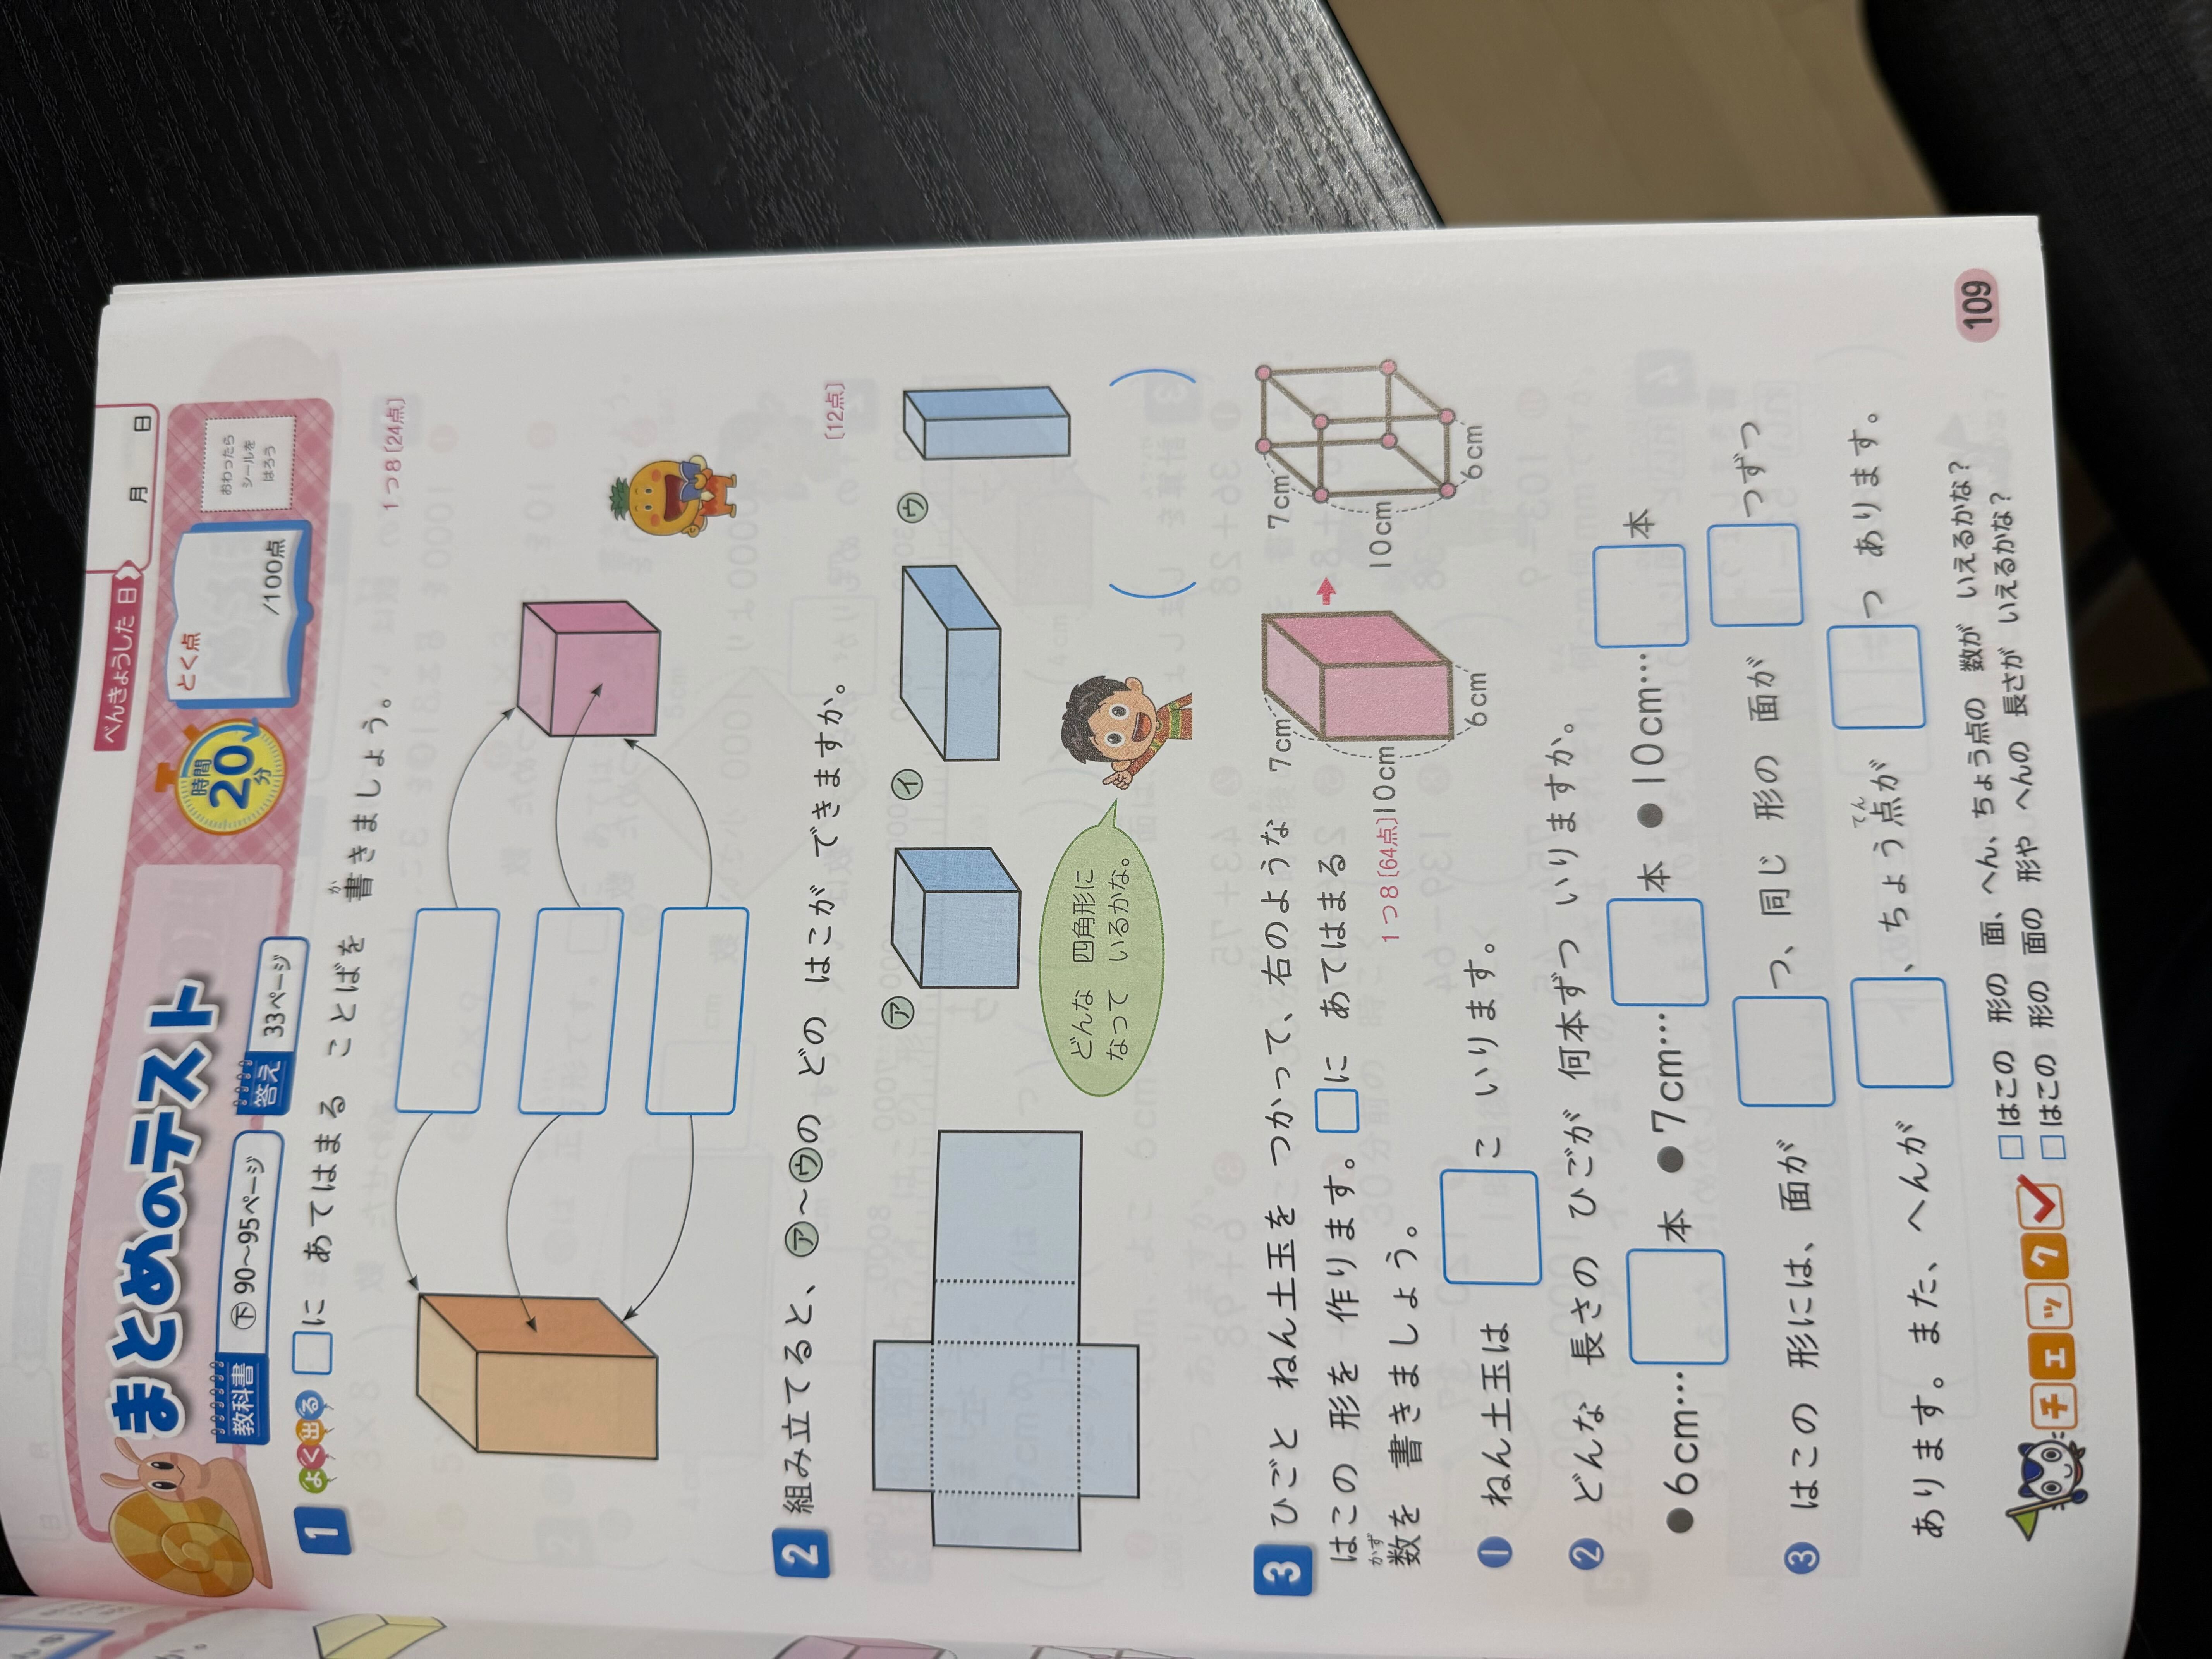 べんきょうした日 月 日
まとめのテスト
教科書 下90〜95ページ
答え 33ページ
時間20分
とく点
/100点
おわったら
シールを
はろう
1 よく出る □に あてはまる ことばを 書きましょう。
1つ8〔24点〕
2 組み立てると、㋐〜㋒の どの はこが できますか。
〔12点〕
㋐ ㋑ ㋒
どんな 四角形に
なって いるかな。
( )
3 ひごと ねん土玉を つかって、右のような
はこの 形を 作ります。□に あてはまる
数を 書きましょう。
1つ8〔64点〕
7cm
10cm
6cm
7cm
10cm
6cm
❶ ねん土玉は □こ いります。
❷ どんな 長さの ひごが 何本ずつ いりますか。
●6cm…□本 ●7cm…□本 ●10cm…□本
❸ はこの 形には、面が □つ、同じ 形の 面が □つずつ
あります。また、へんが □、ちょう点が □つ あります。
チェック
□はこの 形の 面、へん、ちょう点の 数が いえるかな?
□はこの 形の 面の 形や へんの 長さが いえるかな?
109